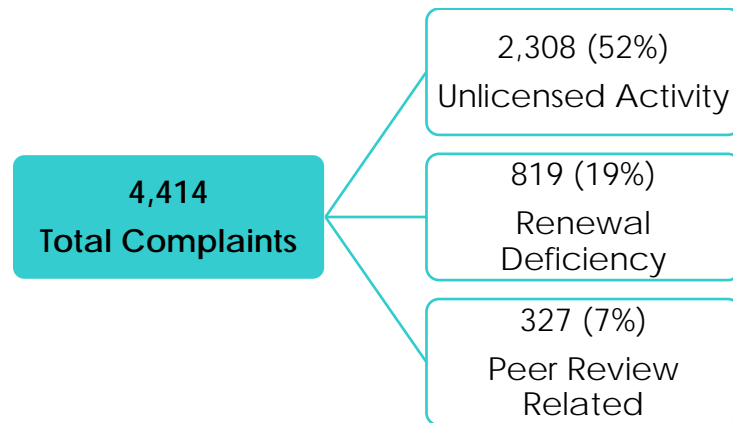 4,414
Total Complaints
2,308 (52%)
Unlicensed Activity
819 (19%)
Renewal
Deficiency
327 (7%)
Peer Review
Related